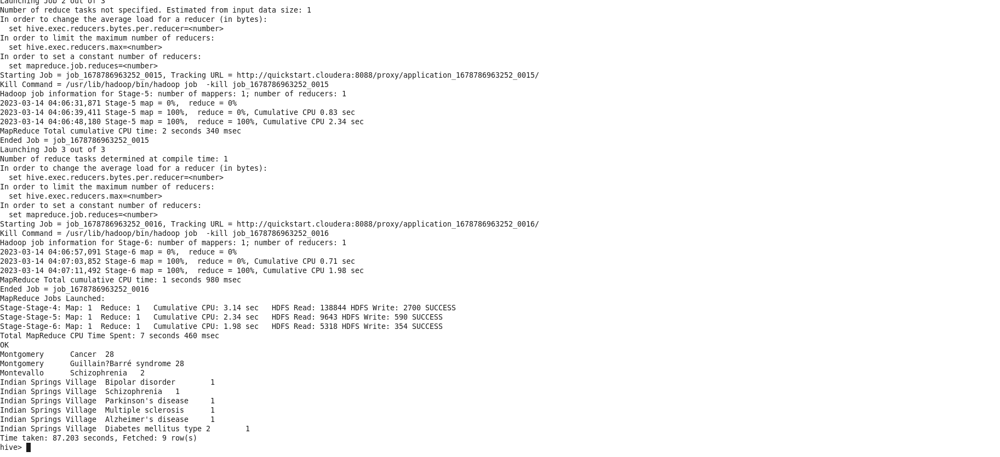 Launching Job 2 out of 3
Number of reduce tasks not specified. Estimated from input data size: 1
In order to change the average load for a reducer (in bytes):
  set hive.exec.reducers.bytes.per.reducer=<number>
In order to limit the maximum number of reducers:
  set hive.exec.reducers.max=<number>
In order to set a constant number of reducers:
  set mapreduce.job.reduces=<number>
Starting Job = job_1678786963252_0015, Tracking URL = http://quickstart.cloudera:8088/proxy/application_1678786963252_0015/
Kill Command = /usr/lib/hadoop/bin/hadoop job  -kill job_1678786963252_0015
Hadoop job information for Stage-5: number of mappers: 1; number of reducers: 1
2023-03-14 04:06:31,871 Stage-5 map = 0%,  reduce = 0%
2023-03-14 04:06:39,411 Stage-5 map = 100%,  reduce = 0%, Cumulative CPU 0.83 sec
2023-03-14 04:06:48,180 Stage-5 map = 100%,  reduce = 100%, Cumulative CPU 2.34 sec
MapReduce Total cumulative CPU time: 2 seconds 340 msec
Ended Job = job_1678786963252_0015
Launching Job 3 out of 3
Number of reduce tasks determined at compile time: 1
In order to change the average load for a reducer (in bytes):
  set hive.exec.reducers.bytes.per.reducer=<number>
In order to limit the maximum number of reducers:
  set hive.exec.reducers.max=<number>
In order to set a constant number of reducers:
  set mapreduce.job.reduces=<number>
Starting Job = job_1678786963252_0016, Tracking URL = http://quickstart.cloudera:8088/proxy/application_1678786963252_0016/
Kill Command = /usr/lib/hadoop/bin/hadoop job  -kill job_1678786963252_0016
Hadoop job information for Stage-6: number of mappers: 1; number of reducers: 1
2023-03-14 04:06:57,091 Stage-6 map = 0%,  reduce = 0%
2023-03-14 04:07:03,852 Stage-6 map = 100%,  reduce = 0%, Cumulative CPU 0.71 sec
2023-03-14 04:07:11,492 Stage-6 map = 100%,  reduce = 100%, Cumulative CPU 1.98 sec
MapReduce Total cumulative CPU time: 1 seconds 980 msec
Ended Job = job_1678786963252_0016
MapReduce Jobs Launched:
Stage-Stage-4: Map: 1  Reduce: 1   Cumulative CPU: 3.14 sec   HDFS Read: 138844 HDFS Write: 2700 SUCCESS
Stage-Stage-5: Map: 1  Reduce: 1   Cumulative CPU: 2.34 sec   HDFS Read: 9643 HDFS Write: 590 SUCCESS
Stage-Stage-6: Map: 1  Reduce: 1   Cumulative CPU: 1.98 sec   HDFS Read: 5318 HDFS Write: 354 SUCCESS
Total MapReduce CPU Time Spent: 7 seconds 460 msec
OK
Montgomery      Cancer  28
Montgomery      Guillain?Barré syndrome 28
Montevallo      Schizophrenia   2
Indian Springs Village  Bipolar disorder        1
Indian Springs Village  Schizophrenia   1
Indian Springs Village  Parkinson's disease     1
Indian Springs Village  Multiple sclerosis      1
Indian Springs Village  Alzheimer's disease     1
Indian Springs Village  Diabetes mellitus type 2        1
Time taken: 87.203 seconds, Fetched: 9 row(s)
hive>